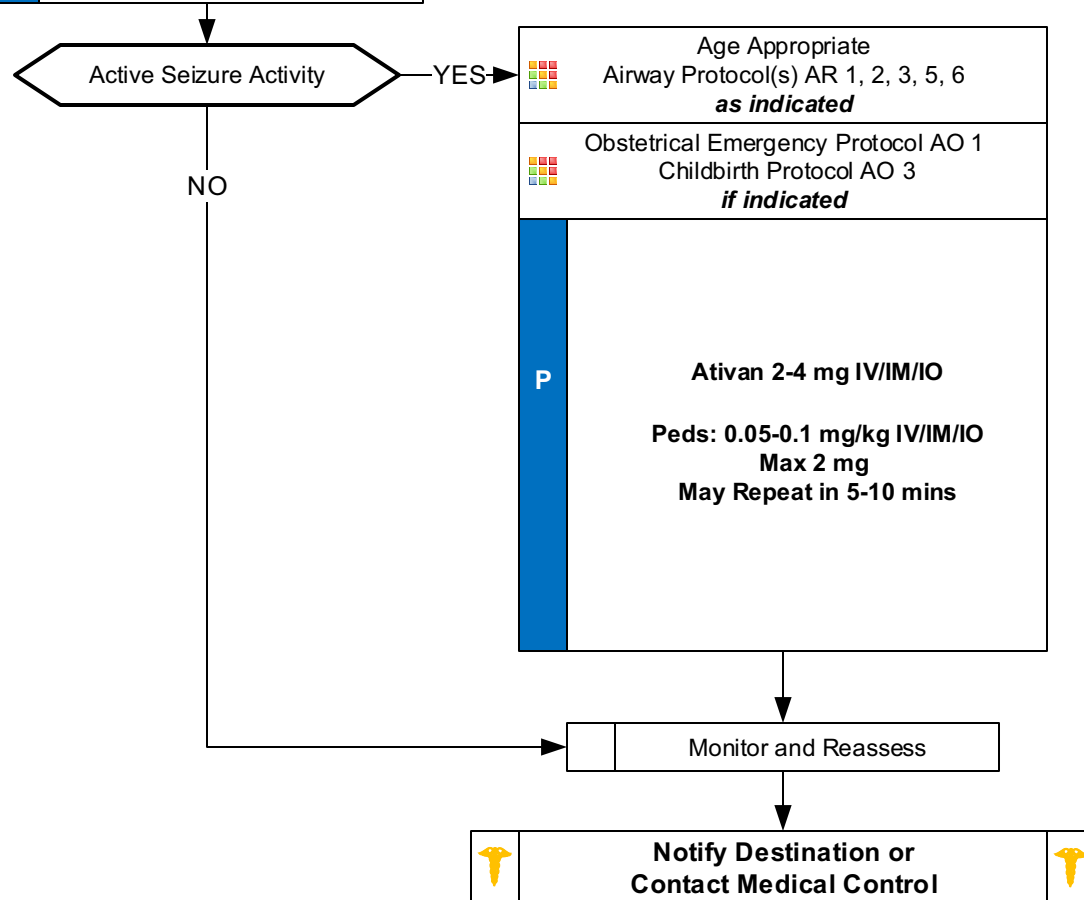 Active Seizure Activity
YES
NO
Age Appropriate
Airway Protocol(s) AR 1, 2, 3, 5, 6
as indicated
Obstetrical Emergency Protocol AO 1
Childbirth Protocol AO 3
if indicated
P
Ativan 2-4 mg IV/IM/IO
Peds: 0.05-0.1 mg/kg IV/IM/IO
Max 2 mg
May Repeat in 5-10 mins
Monitor and Reassess
Notify Destination or
Contact Medical Control